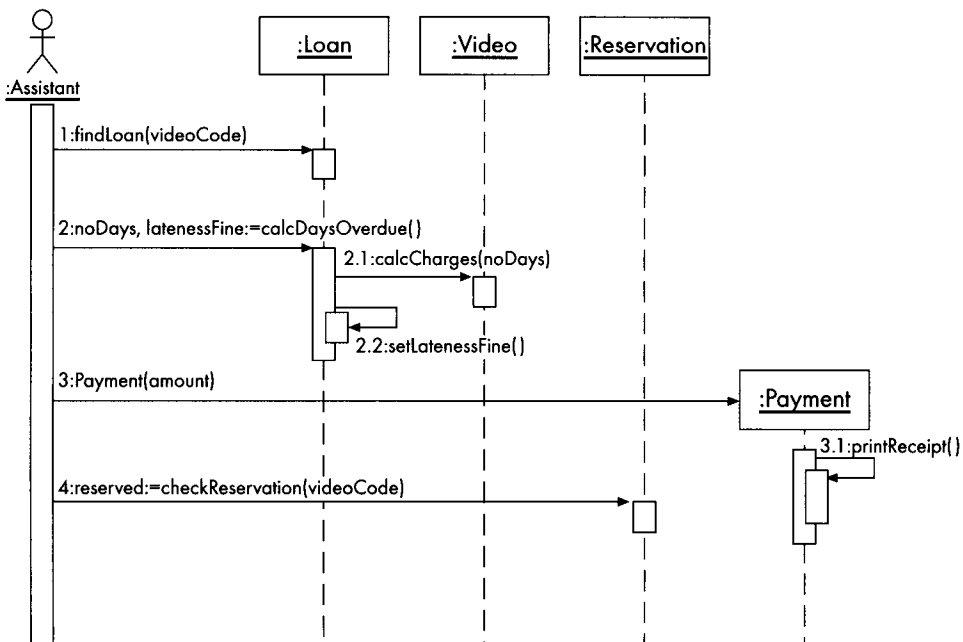 :Loan
:Video
:Reservation
:Assistant
1:findLoan(videoCode)
2:noDays, latenessFine:=calcDaysOverdue()
2.1:calcCharges(noDays)
2.2:setLatenessFine()
3:Payment(amount)
:Payment
3.1:printReceipt()
4:reserved:=checkReservation(videoCode)